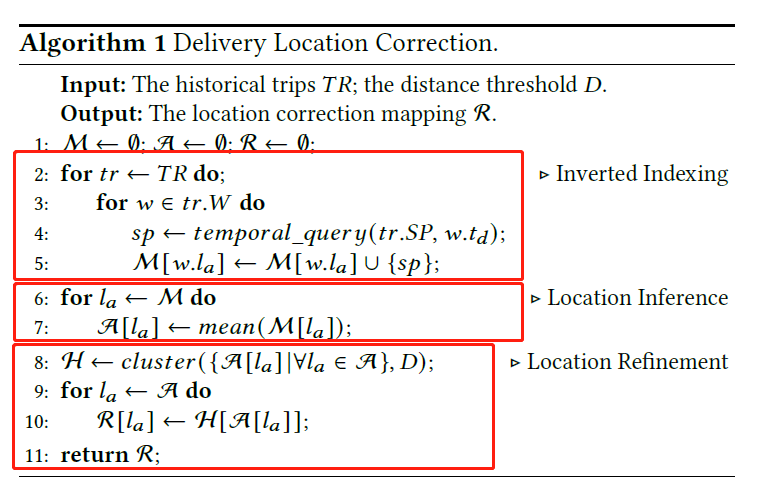 Algorithm 1 Delivery Location Correction.
Input: The historical trips TR; the distance threshold D.
Output: The location correction mapping ℛ.
1: ℳ ← ∅; 𝒜 ← ∅; ℛ ← ∅;
2: for tr ← TR do; ▹ Inverted Indexing
3: for w ∈ tr.W do
4: sp ← temporal_query(tr.SP, w.t_d);
5: ℳ[w.l_a] ← ℳ[w.l_a] ∪ {sp};
6: for l_a ← ℳ do ▹ Location Inference
7: 𝒜[l_a] ← mean(ℳ[l_a]);
8: ℋ ← cluster({𝒜[l_a]|∀l_a ∈ 𝒜}, D); ▹ Location Refinement
9: for l_a ← 𝒜 do
10: ℛ[l_a] ← ℋ[𝒜[l_a]];
11: return ℛ;